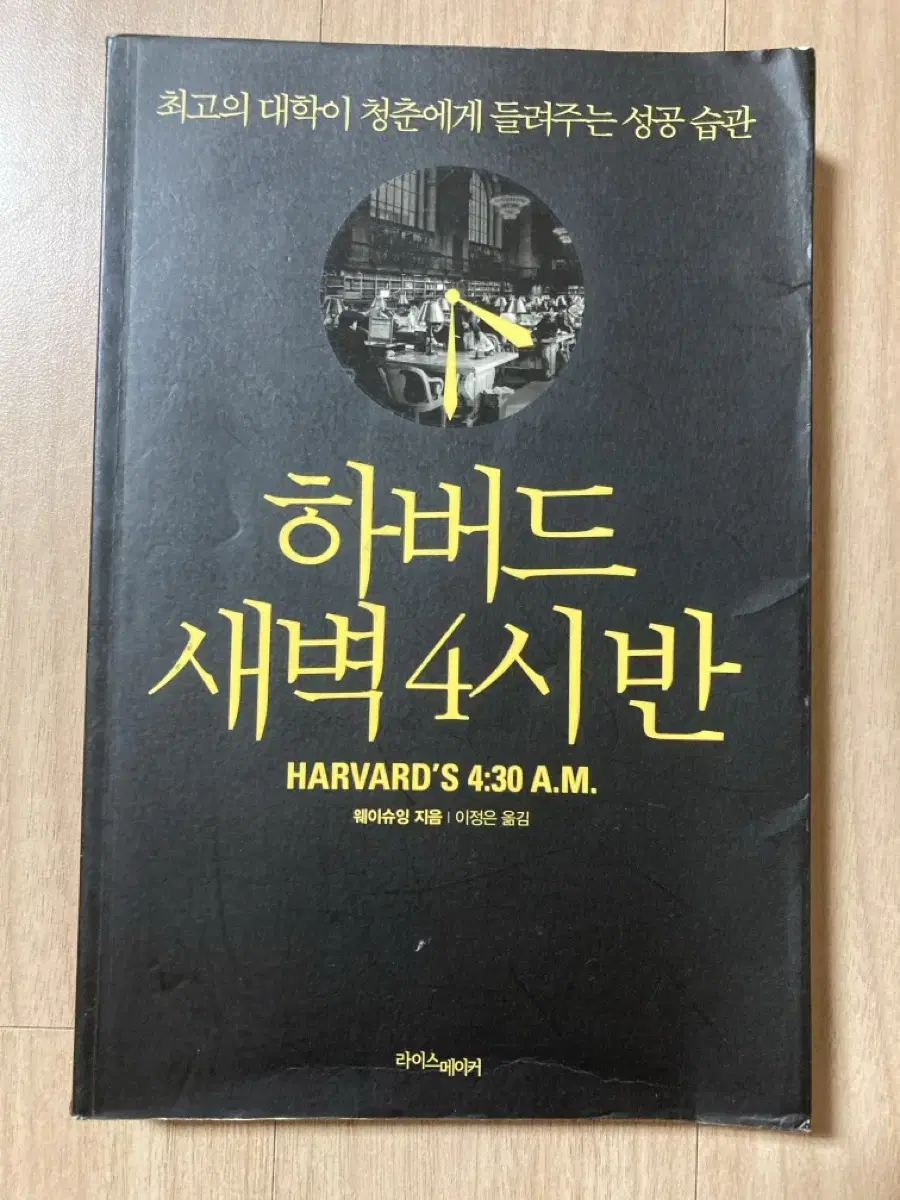 최고의 대학이 청춘에게 들려주는 성공 습관
하버드
새벽 4시 반
HARVARD'S 4:30 A.M.
웨이슈잉 지음 | 이정은 옮김
라이스메이커